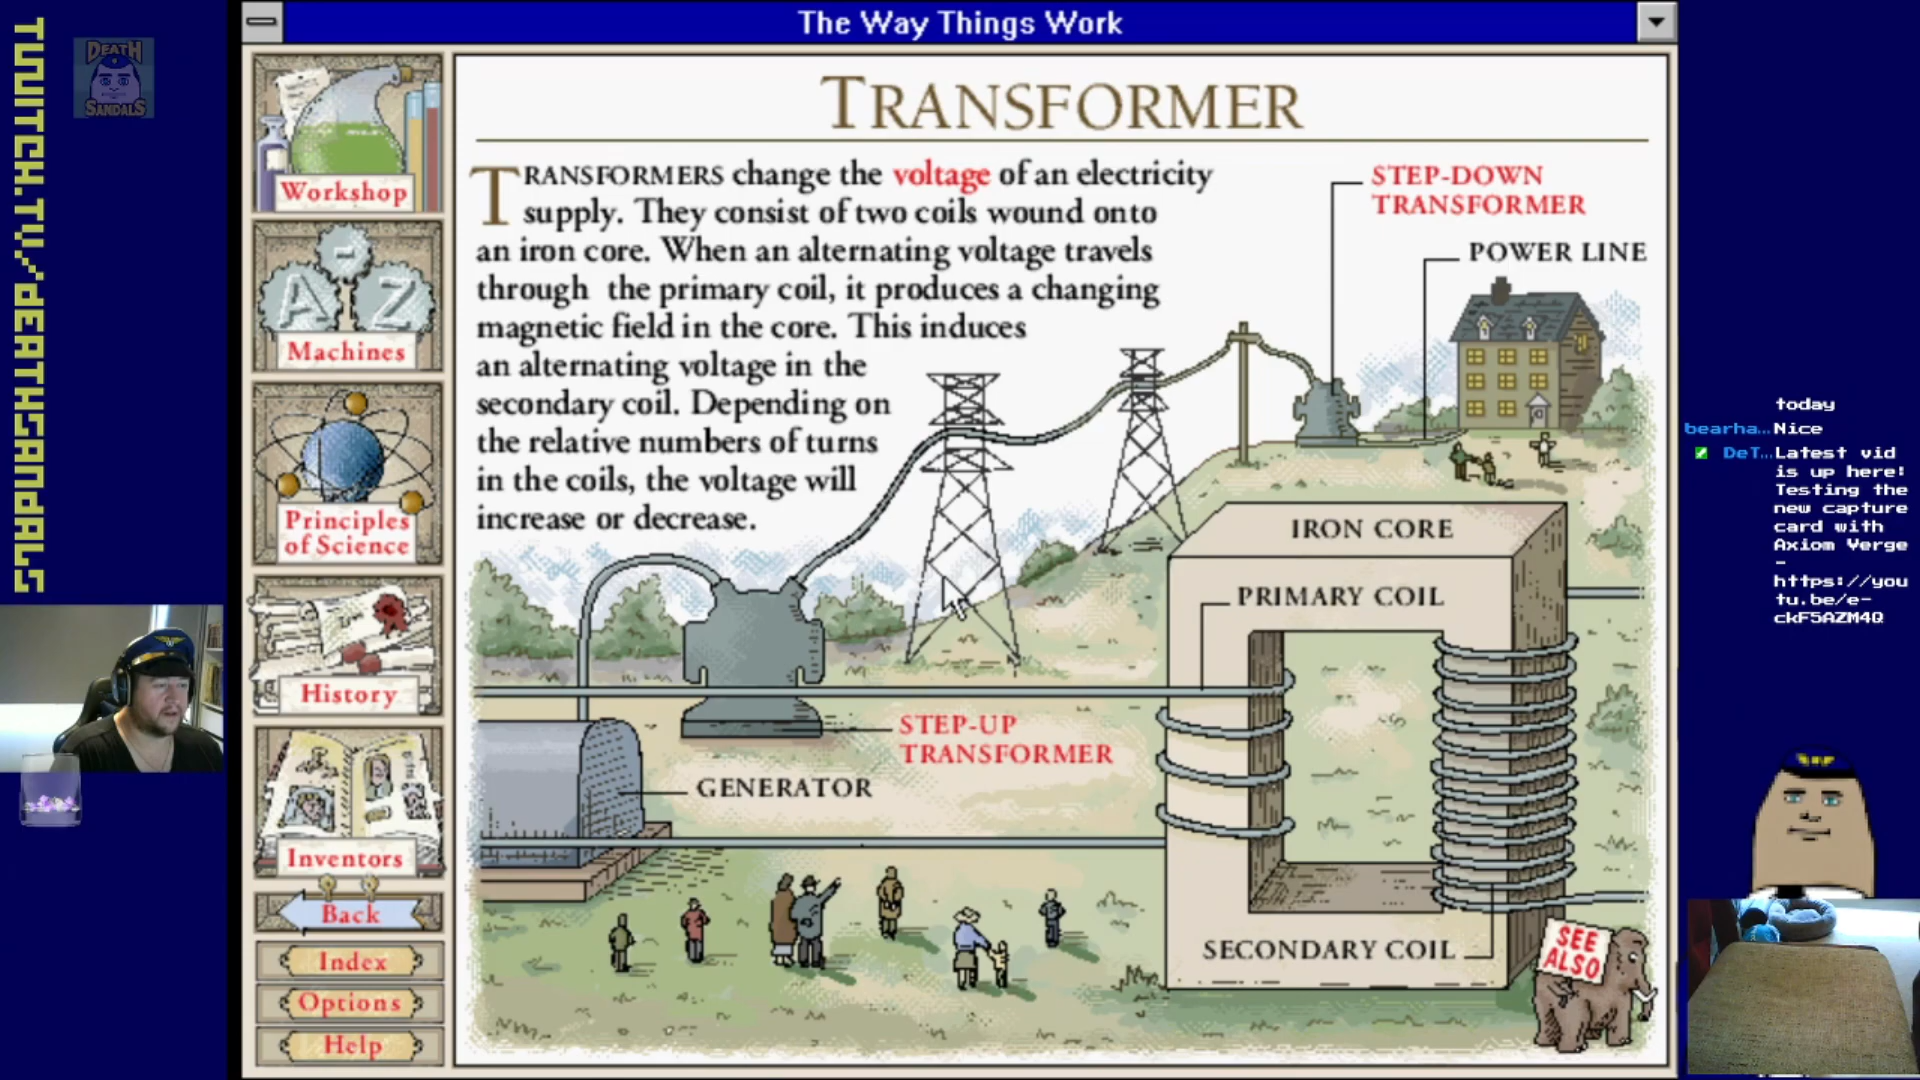 TWITCH.TV/DEATHSANDALS
DEATH
SANDALS
The Way Things Work
Workshop
A - Z
Machines
Principles
of Science
History
Inventors
Back
Index
Options
Help
TRANSFORMER
TRANSFORMERS change the voltage of an electricity
supply. They consist of two coils wound onto
an iron core. When an alternating voltage travels
through the primary coil, it produces a changing
magnetic field in the core. This induces
an alternating voltage in the
secondary coil. Depending on
the relative numbers of turns
in the coils, the voltage will
increase or decrease.
STEP-DOWN
TRANSFORMER
POWER LINE
IRON CORE
PRIMARY COIL
STEP-UP
TRANSFORMER
GENERATOR
SECONDARY COIL
SEE
ALSO
today
bearha... Nice
DeT... Latest vid
is up here:
Testing the
new capture
card with
Axiom Verge
-
https://you
tu.be/e-
ckF5AZM4Q